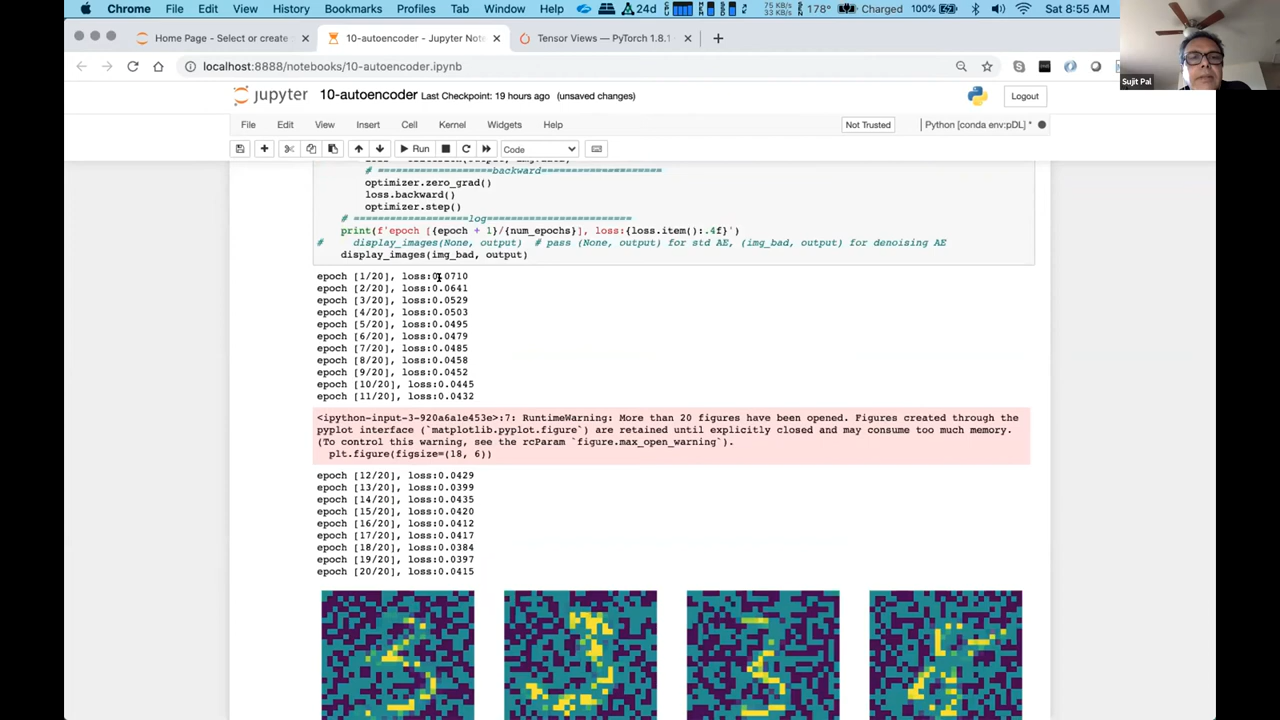 Chrome File Edit View History Bookmarks Profiles Tab Window Help 24d 75 KB/s 33 KB/s 178° Charged 100% Sat 8:55 AM
Home Page - Select or create Jupyter 10-autoencoder - Jupyter Not Tensor Views — PyTorch 1.8.1
localhost:8888/notebooks/10-autoencoder.ipynb
Sujit Pal
jupyter 10-autoencoder Last Checkpoint: 19 hours ago (unsaved changes) Logout
File Edit View Insert Cell Kernel Widgets Help Not Trusted Python [conda env:pDL] *
Run Code
# ===================backward=====================
optimizer.zero_grad()
loss.backward()
optimizer.step()
# ===================log========================
print(f'epoch [{epoch + 1}/{num_epochs}], loss:{loss.item():.4f}')
# display_images(None, output) # pass (None, output) for std AE, (img_bad, output) for denoising AE
display_images(img_bad, output)
epoch [1/20], loss:0.0710
epoch [2/20], loss:0.0641
epoch [3/20], loss:0.0529
epoch [4/20], loss:0.0503
epoch [5/20], loss:0.0495
epoch [6/20], loss:0.0479
epoch [7/20], loss:0.0485
epoch [8/20], loss:0.0458
epoch [9/20], loss:0.0452
epoch [10/20], loss:0.0445
epoch [11/20], loss:0.0432
<ipython-input-3-920a6a1e453e>:7: RuntimeWarning: More than 20 figures have been opened. Figures created through the
pyplot interface (`matplotlib.pyplot.figure`) are retained until explicitly closed and may consume too much memory.
(To control this warning, see the rcParam `figure.max_open_warning`).
plt.figure(figsize=(18, 6))
epoch [12/20], loss:0.0429
epoch [13/20], loss:0.0399
epoch [14/20], loss:0.0435
epoch [15/20], loss:0.0420
epoch [16/20], loss:0.0412
epoch [17/20], loss:0.0417
epoch [18/20], loss:0.0384
epoch [19/20], loss:0.0397
epoch [20/20], loss:0.0415